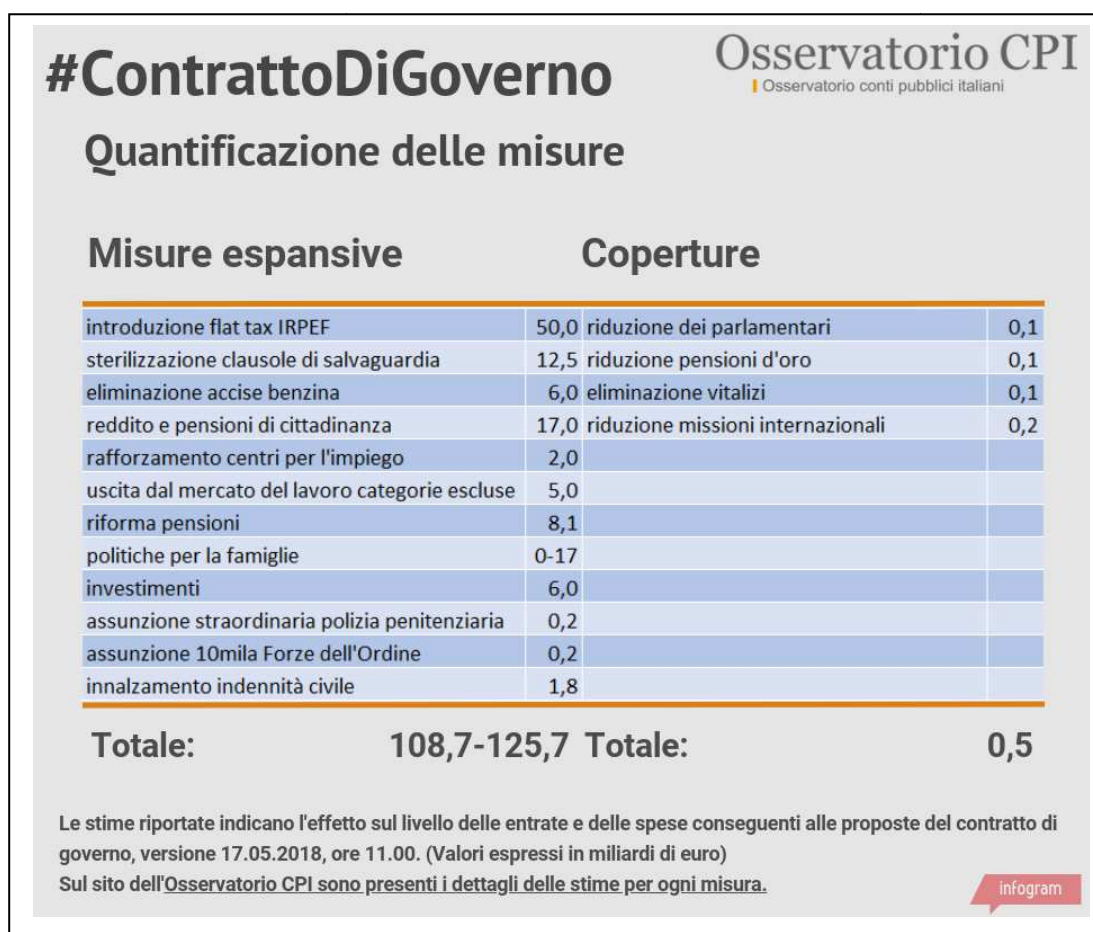 #ContrattoDiGoverno
Osservatorio CPI
Osservatorio conti pubblici italiani
Quantificazione delle misure
Misure espansive Coperture
introduzione flat tax IRPEF 50,0 riduzione dei parlamentari 0,1
sterilizzazione clausole di salvaguardia 12,5 riduzione pensioni d'oro 0,1
eliminazione accise benzina 6,0 eliminazione vitalizi 0,1
reddito e pensioni di cittadinanza 17,0 riduzione missioni internazionali 0,2
rafforzamento centri per l'impiego 2,0
uscita dal mercato del lavoro categorie escluse 5,0
riforma pensioni 8,1
politiche per la famiglie 0-17
investimenti 6,0
assunzione straordinaria polizia penitenziaria 0,2
assunzione 10mila Forze dell'Ordine 0,2
innalzamento indennità civile 1,8
Totale: 108,7-125,7 Totale: 0,5
Le stime riportate indicano l'effetto sul livello delle entrate e delle spese conseguenti alle proposte del contratto di
governo, versione 17.05.2018, ore 11.00. (Valori espressi in miliardi di euro)
Sul sito dell'Osservatorio CPI sono presenti i dettagli delle stime per ogni misura.
infogram